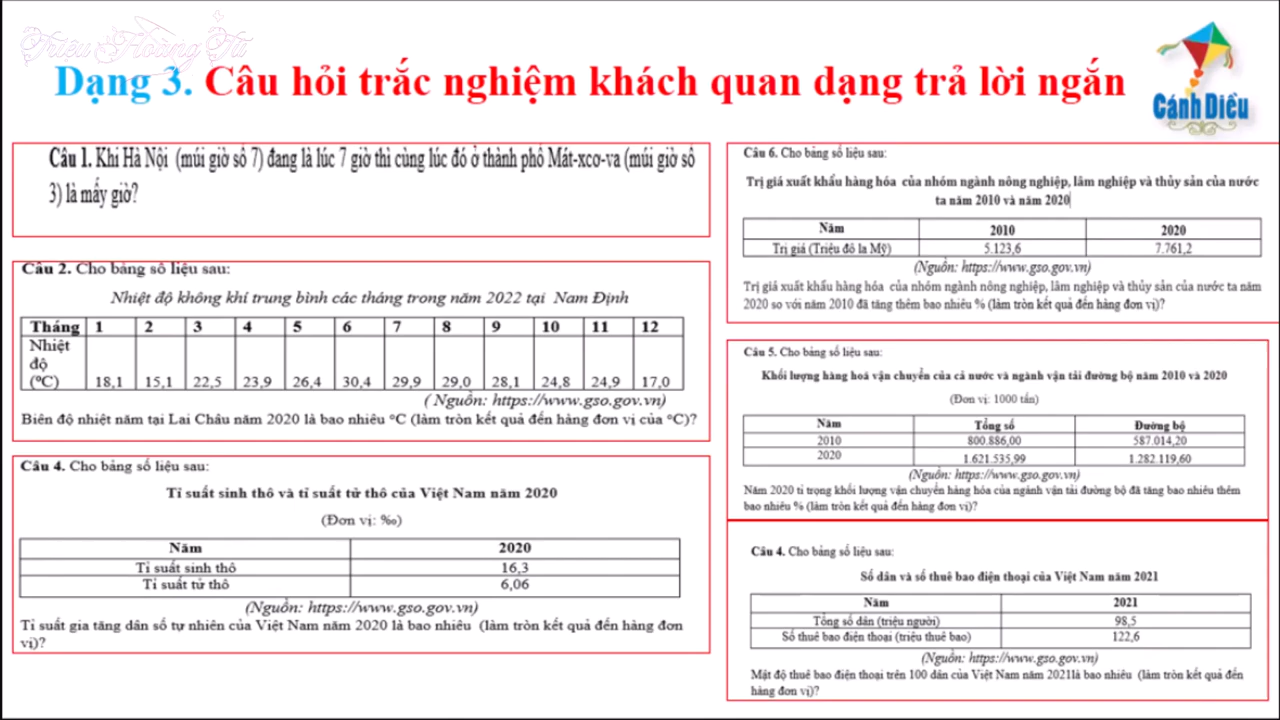 Triệu Hoàng Tú
Dạng 3. Câu hỏi trắc nghiệm khách quan dạng trả lời ngắn
Cánh Diều
Câu 1. Khi Hà Nội (múi giờ số 7) đang là lúc 7 giờ thì cùng lúc đó ở thành phố Mát-xcơ-va (múi giờ số
3) là mấy giờ?
Câu 2. Cho bảng số liệu sau:
Nhiệt độ không khí trung bình các tháng trong năm 2022 tại Nam Định
Tháng 1 2 3 4 5 6 7 8 9 10 11 12
Nhiệt
độ
(ºC) 18,1 15,1 22,5 23,9 26,4 30,4 29,9 29,0 28,1 24,8 24,9 17,0
( Nguồn: https://www.gso.gov.vn)
Biên độ nhiệt năm tại Lai Châu năm 2020 là bao nhiêu ºC (làm tròn kết quả đến hàng đơn vị của ºC)?
Câu 4. Cho bảng số liệu sau:
Tỉ suất sinh thô và tỉ suất tử thô của Việt Nam năm 2020
(Đơn vị: ‰)
Năm 2020
Tỉ suất sinh thô 16,3
Tỉ suất tử thô 6,06
(Nguồn: https://www.gso.gov.vn)
Tỉ suất gia tăng dân số tự nhiên của Việt Nam năm 2020 là bao nhiêu (làm tròn kết quả đến hàng đơn
vị)?
Câu 6. Cho bảng số liệu sau:
Trị giá xuất khẩu hàng hóa của nhóm ngành nông nghiệp, lâm nghiệp và thủy sản của nước
ta năm 2010 và năm 2020
Năm 2010 2020
Trị giá (Triệu đô la Mỹ) 5.123,6 7.761,2
(Nguồn: https://www.gso.gov.vn)
Trị giá xuất khẩu hàng hóa của nhóm ngành nông nghiệp, lâm nghiệp và thủy sản của nước ta năm
2020 so với năm 2010 đã tăng thêm bao nhiêu % (làm tròn kết quả đến hàng đơn vị)?
Câu 5. Cho bảng số liệu sau:
Khối lượng hàng hoá vận chuyển của cả nước và ngành vận tải đường bộ năm 2010 và 2020
(Đơn vị: 1000 tấn)
Năm Tổng số Đường bộ
2010 800.886,00 587.014,20
2020 1.621.535,99 1.282.119,60
(Nguồn: https://www.gso.gov.vn)
Năm 2020 tỉ trọng khối lượng vận chuyển hàng hóa của ngành vận tải đường bộ đã tăng bao nhiêu thêm
bao nhiêu % (làm tròn kết quả đến hàng đơn vị)?
Câu 4. Cho bảng số liệu sau:
Số dân và số thuê bao điện thoại của Việt Nam năm 2021
Năm 2021
Tổng số dân (triệu người) 98,5
Số thuê bao điện thoại (triệu thuê bao) 122,6
(Nguồn: https://www.gso.gov.vn)
Mật độ thuê bao điện thoại trên 100 dân của Việt Nam năm 2021là bao nhiêu (làm tròn kết quả đến
hàng đơn vị)?